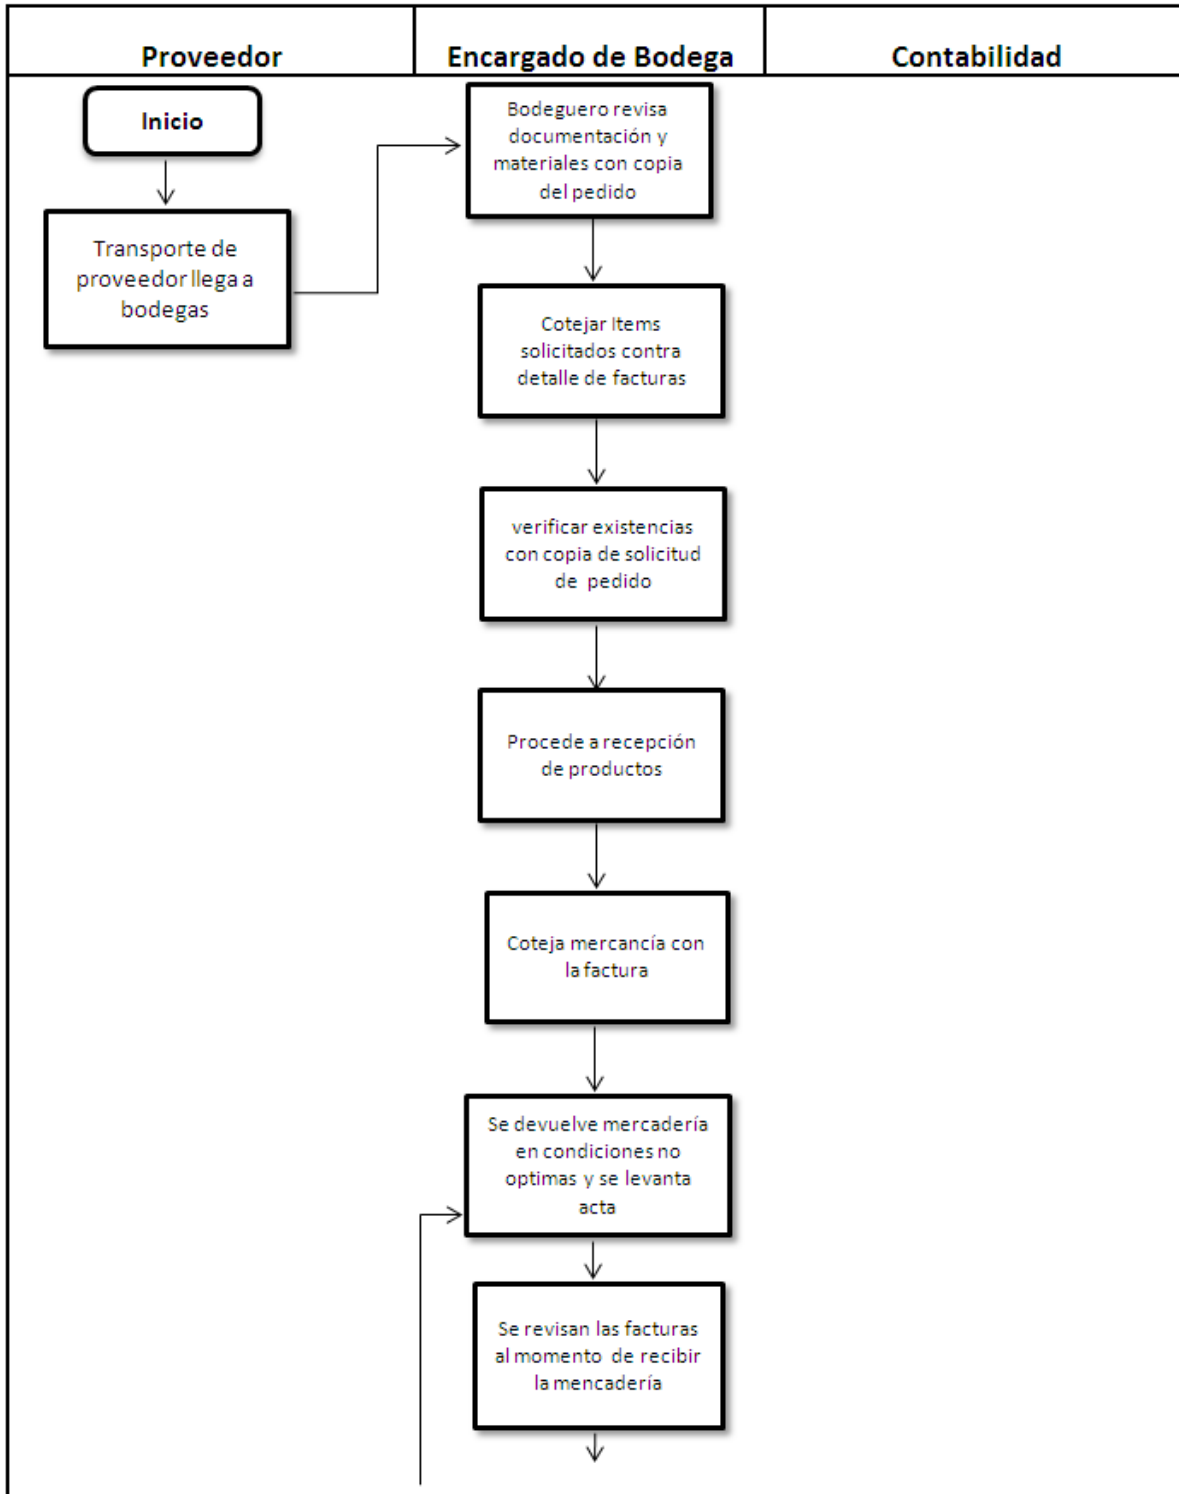 Proveedor
Encargado de Bodega
Contabilidad
Inicio
Transporte de
proveedor llega a
bodegas
Bodeguero revisa
documentación y
materiales con copia
del pedido
Cotejar Items
solicitados contra
detalle de facturas
verificar existencias
con copia de solicitud
de pedido
Procede a recepción
de productos
Coteja mercancía con
la factura
Se devuelve mercadería
en condiciones no
optimas y se levanta
acta
Se revisan las facturas
al momento de recibir
la mencadería